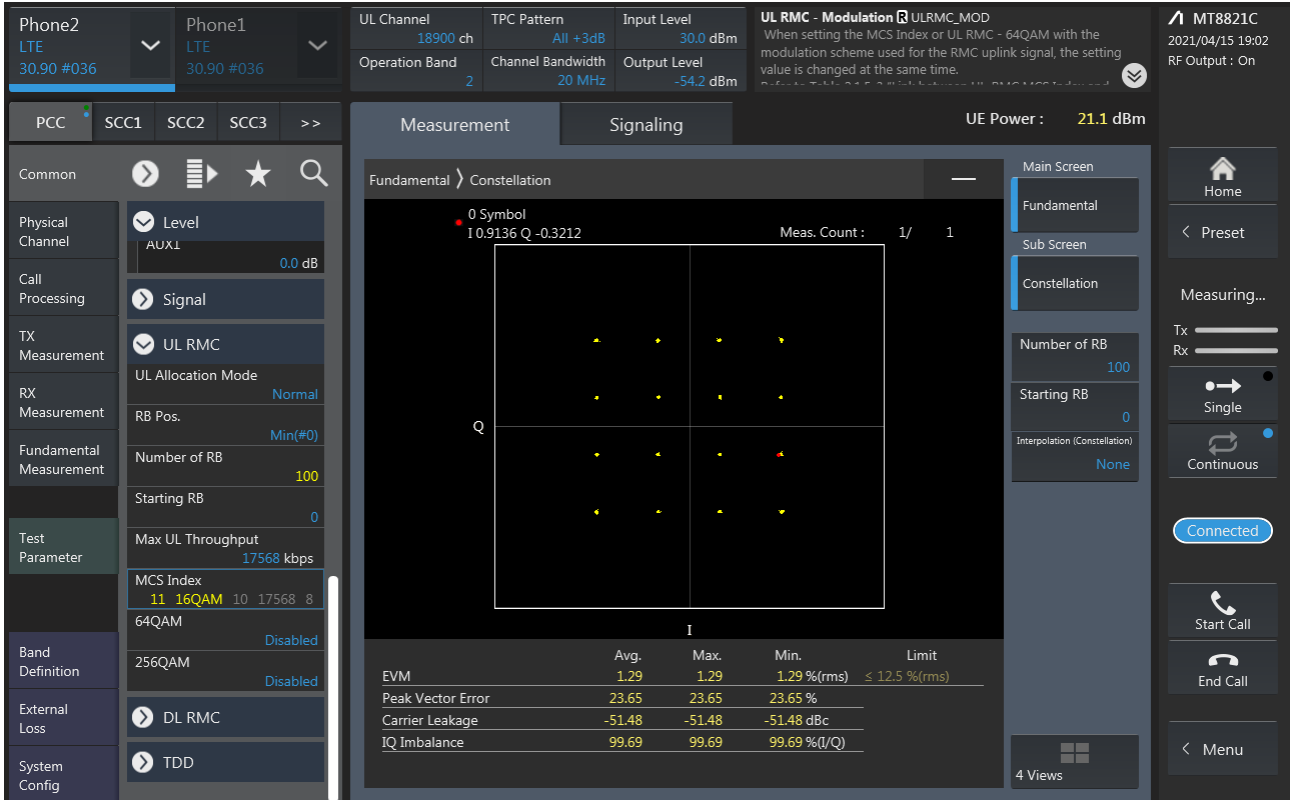 Phone2
LTE
30.90 #036
Phone1
LTE
30.90 #036
UL Channel
18900 ch
TPC Pattern
All +3dB
Input Level
30.0 dBm
Operation Band
2
Channel Bandwidth
20 MHz
Output Level
-54.2 dBm
UL RMC - Modulation R ULRMC_MOD
When setting the MCS Index or UL RMC - 64QAM with the
modulation scheme used for the RMC uplink signal, the setting
value is changed at the same time.
MT8821C
2021/04/15 19:02
RF Output : On
PCC
SCC1
SCC2
SCC3
>>
Measurement
Signaling
UE Power : 21.1 dBm
Common
Physical
Channel
Call
Processing
TX
Measurement
RX
Measurement
Fundamental
Measurement
Test
Parameter
Band
Definition
External
Loss
System
Config
Level
AUX1
0.0 dB
Signal
UL RMC
UL Allocation Mode
Normal
RB Pos.
Min(#0)
Number of RB
100
Starting RB
0
Max UL Throughput
17568 kbps
MCS Index
11 16QAM 10 17568 8
64QAM
Disabled
256QAM
Disabled
DL RMC
TDD
Fundamental > Constellation
0 Symbol
I 0.9136 Q -0.3212
Meas. Count : 1/ 1
Q
I
Avg. Max. Min. Limit
EVM 1.29 1.29 1.29 %(rms) ≤ 12.5 %(rms)
Peak Vector Error 23.65 23.65 23.65 %
Carrier Leakage -51.48 -51.48 -51.48 dBc
IQ Imbalance 99.69 99.69 99.69 %(I/Q)
Main Screen
Fundamental
Sub Screen
Constellation
Number of RB
100
Starting RB
0
Interpolation (Constellation)
None
4 Views
Home
< Preset
Measuring...
Tx
Rx
Single
Continuous
Connected
Start Call
End Call
< Menu